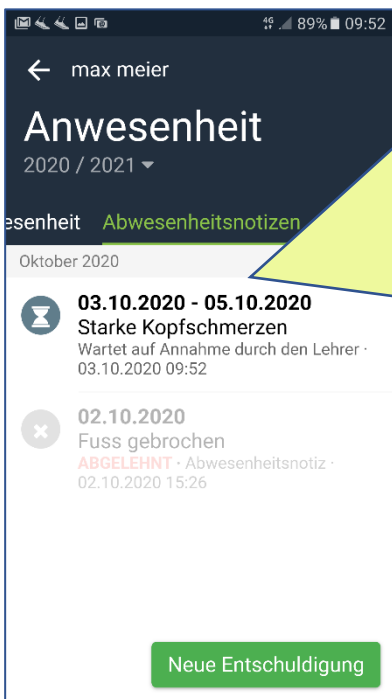 4G 89% 09:52
max meier
Anwesenheit
2020 / 2021
esenheit Abwesenheitsnotizen
Oktober 2020
03.10.2020 - 05.10.2020
Starke Kopfschmerzen
Wartet auf Annahme durch den Lehrer ·
03.10.2020 09:52
02.10.2020
Fuss gebrochen
ABGELEHNT · Abwesenheitsnotiz ·
02.10.2020 15:26
Neue Entschuldigung